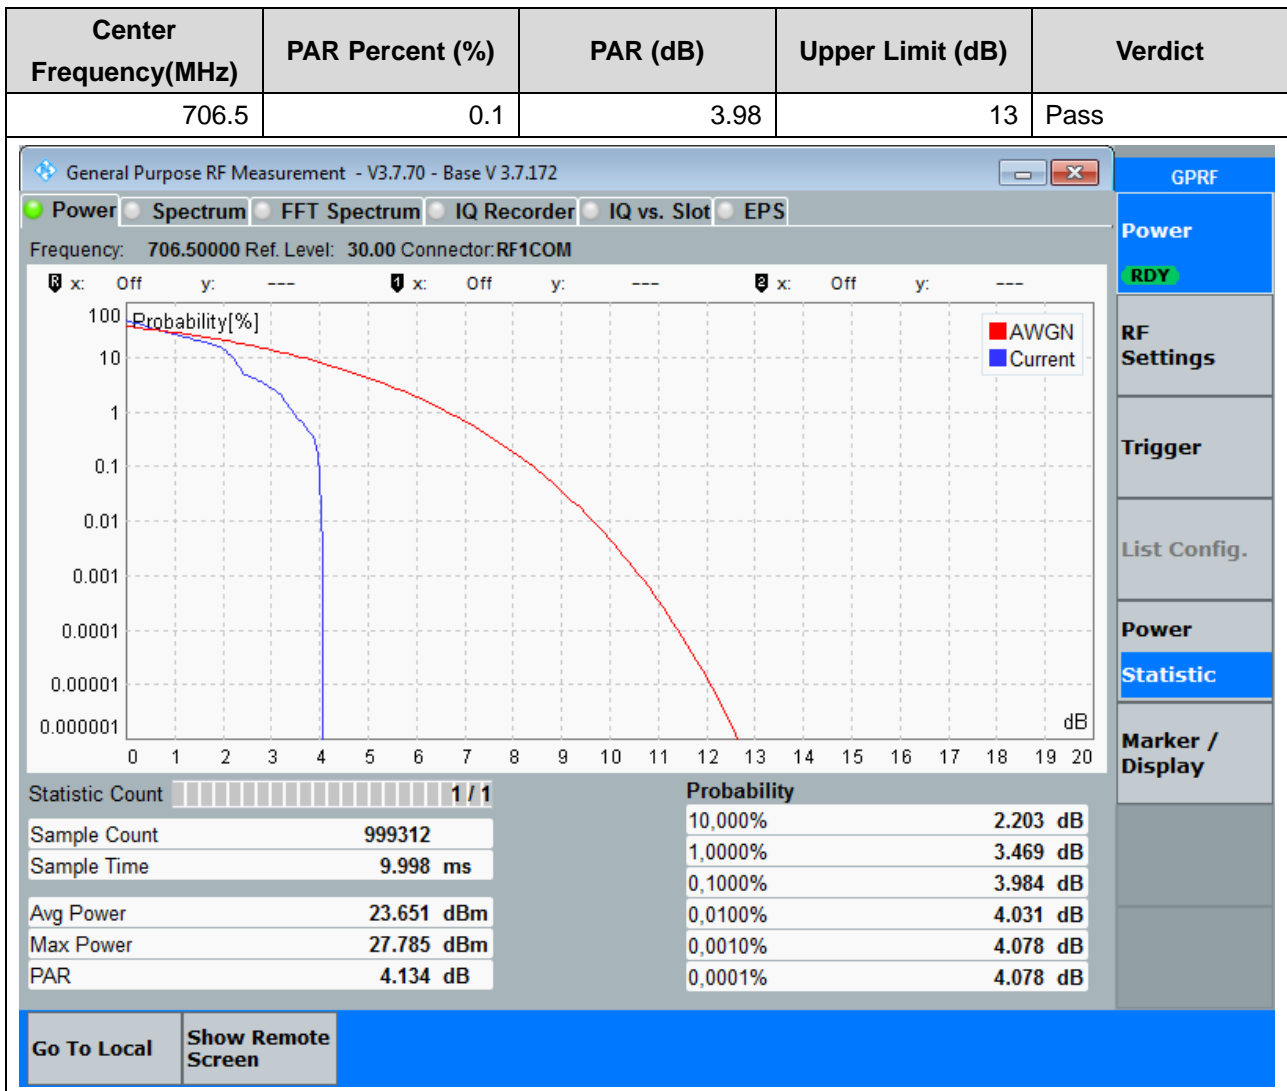 Center Frequency(MHz) PAR Percent (%) PAR (dB) Upper Limit (dB) Verdict
706.5 0.1 3.98 13 Pass
General Purpose RF Measurement - V3.7.70 - Base V 3.7.172
Power Spectrum FFT Spectrum IQ Recorder IQ vs. Slot EPS
Frequency: 706.50000 Ref. Level: 30.00 Connector: RF1COM
R x: Off y: --- 1 x: Off y: --- 2 x: Off y: ---
Probability[%]
AWGN
Current
100
10
1
0.1
0.01
0.001
0.0001
0.00001
0.000001
dB
0 1 2 3 4 5 6 7 8 9 10 11 12 13 14 15 16 17 18 19 20
Statistic Count 1 / 1
Sample Count 999312
Sample Time 9.998 ms
Avg Power 23.651 dBm
Max Power 27.785 dBm
PAR 4.134 dB
Probability
10,000% 2.203 dB
1,0000% 3.469 dB
0,1000% 3.984 dB
0,0100% 4.031 dB
0,0010% 4.078 dB
0,0001% 4.078 dB
GPRF
Power
RDY
RF
Settings
Trigger
List Config.
Power
Statistic
Marker /
Display
Go To Local
Show Remote
Screen